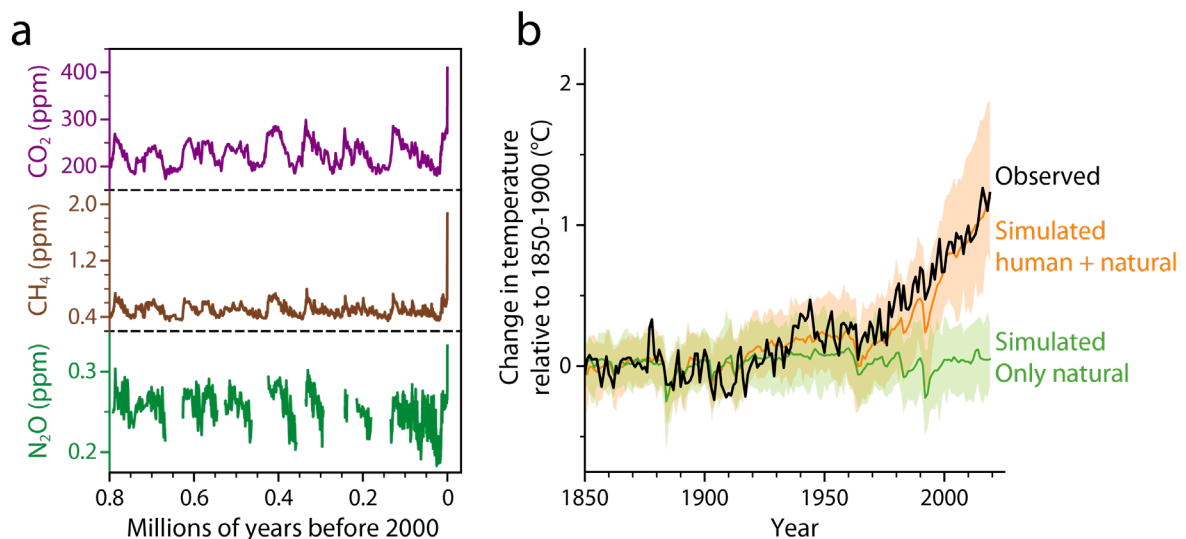 a
CO₂ (ppm)
400
300
200
CH₄ (ppm)
2.0
1.2
0.4
N₂O (ppm)
0.3
0.2
0.8
0.6
0.4
0.2
0
Millions of years before 2000
b
Change in temperature
relative to 1850-1900 (°C)
2
1
0
1850
1900
1950
2000
Year
Observed
Simulated
human + natural
Simulated
Only natural